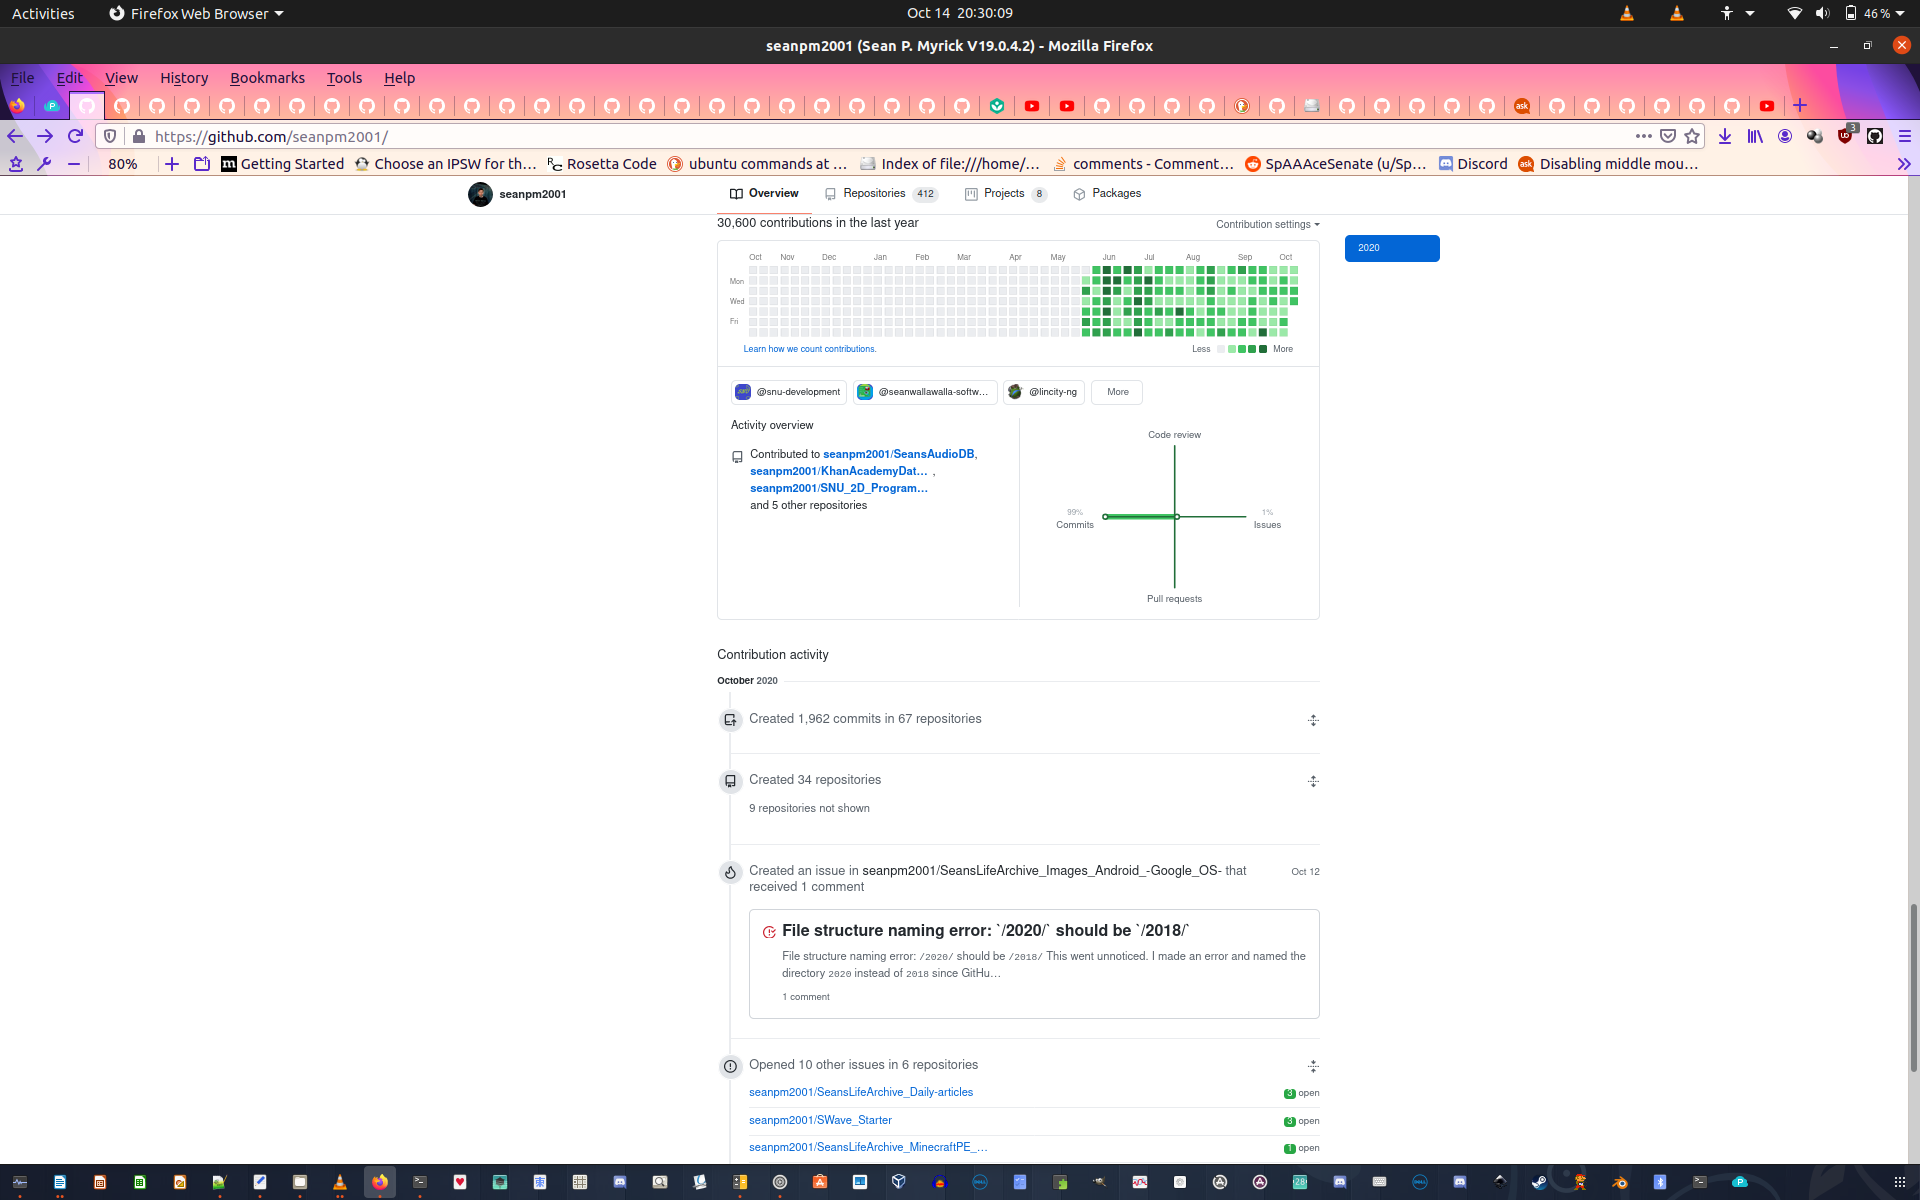 Activities
Firefox Web Browser
Oct 14 20:30:09
46 %
seanpm2001 (Sean P. Myrick V19.0.4.2) - Mozilla Firefox
File Edit View History Bookmarks Tools Help
https://github.com/seanpm2001/
3
80%
Getting Started
Choose an IPSW for th…
Rosetta Code
ubuntu commands at …
Index of file:///home/…
comments - Comment…
SpAAAceSenate (u/Sp…
Discord
Disabling middle mou…
seanpm2001
Overview
Repositories 412
Projects 8
Packages
30,600 contributions in the last year
Contribution settings
2020
Oct Nov Dec Jan Feb Mar Apr May Jun Jul Aug Sep Oct
Mon
Wed
Fri
Learn how we count contributions.
Less More
@snu-development
@seanwallawalla-softw…
@lincity-ng
More
Activity overview
Contributed to seanpm2001/SeansAudioDB,
seanpm2001/KhanAcademyDat… ,
seanpm2001/SNU_2D_Program…
and 5 other repositories
Code review
99%
Commits
1%
Issues
Pull requests
Contribution activity
October 2020
Created 1,962 commits in 67 repositories
Created 34 repositories
9 repositories not shown
Created an issue in seanpm2001/SeansLifeArchive_Images_Android_-Google_OS- that
received 1 comment
Oct 12
File structure naming error: `/2020/` should be `/2018/`
File structure naming error: /2020/ should be /2018/ This went unnoticed. I made an error and named the
directory 2020 instead of 2018 since GitHu…
1 comment
Opened 10 other issues in 6 repositories
seanpm2001/SeansLifeArchive_Daily-articles
3 open
seanpm2001/SWave_Starter
3 open
seanpm2001/SeansLifeArchive_MinecraftPE_…
1 open